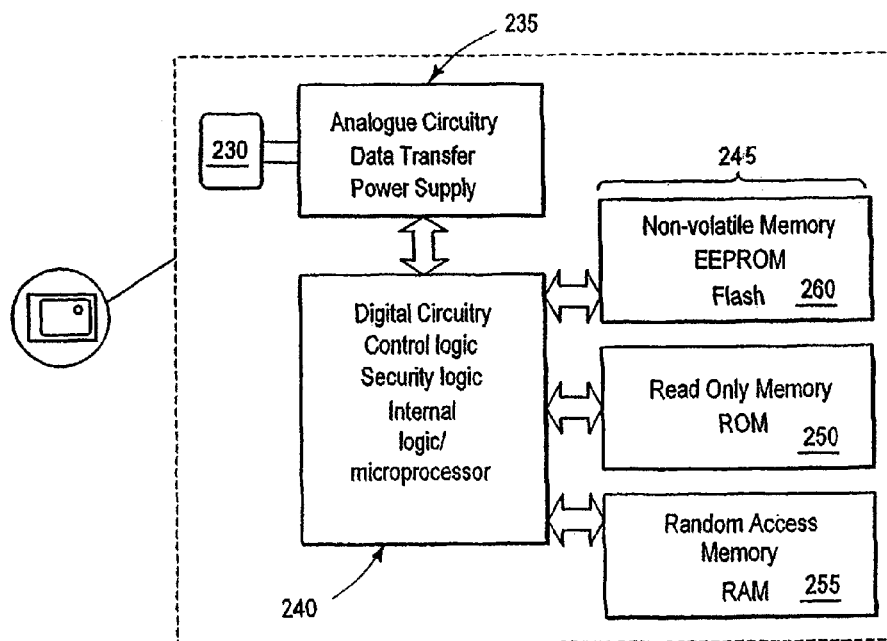 235
230
Analogue Circuitry
Data Transfer
Power Supply
245
Non-volatile Memory
EEPROM
Flash 260
Digital Circuitry
Control logic
Security logic
Internal
logic/
microprocessor
Read Only Memory
ROM 250
Random Access
Memory
RAM 255
240